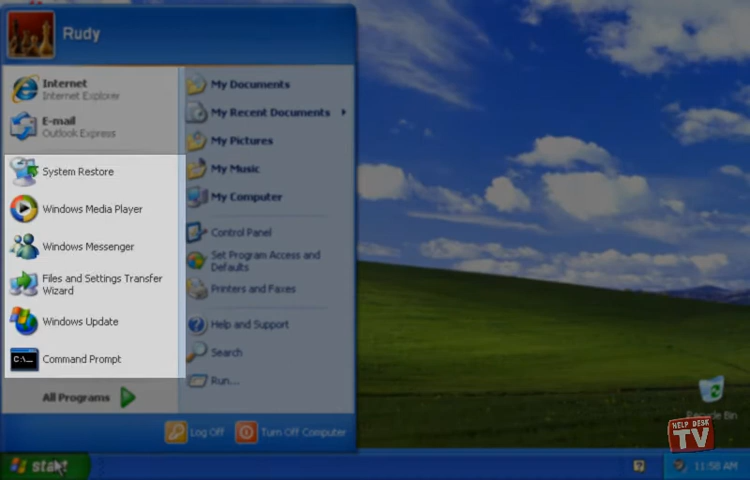 Rudy
Internet
Internet Explorer
E-mail
Outlook Express
System Restore
Windows Media Player
Windows Messenger
Files and Settings Transfer
Wizard
Windows Update
Command Prompt
All Programs
My Documents
My Recent Documents
My Pictures
My Music
My Computer
Control Panel
Set Program Access and
Defaults
Printers and Faxes
Help and Support
Search
Run...
Log Off
Turn Off Computer
start
Recycle Bin
HELP DESK
TV
11:58 AM